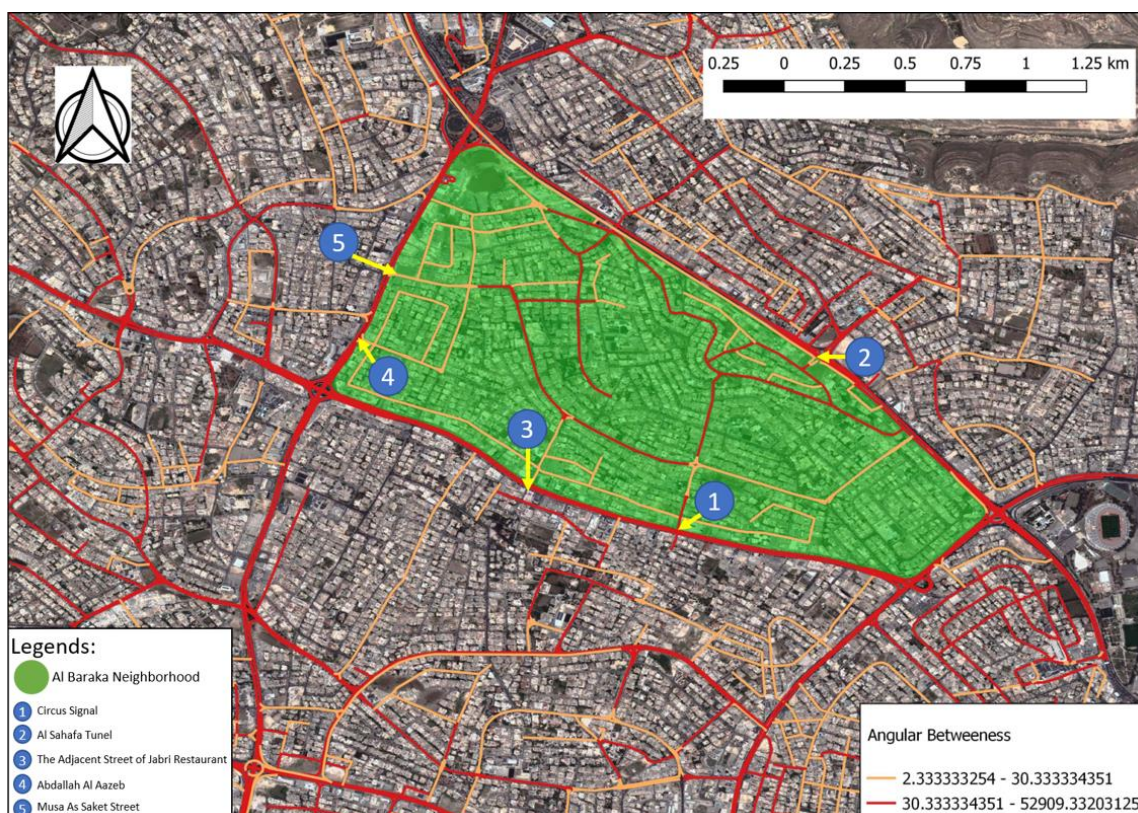 0.25 0 0.25 0.5 0.75 1 1.25 km
5
2
4
3
1
Legends:
Al Baraka Neighborhood
1 Circus Signal
2 Al Sahafa Tunel
3 The Adjacent Street of Jabri Restaurant
4 Abdallah Al Aazeb
5 Musa As Saket Street
Angular Betweeness
2.333333254 - 30.333334351
30.333334351 - 52909.33203125